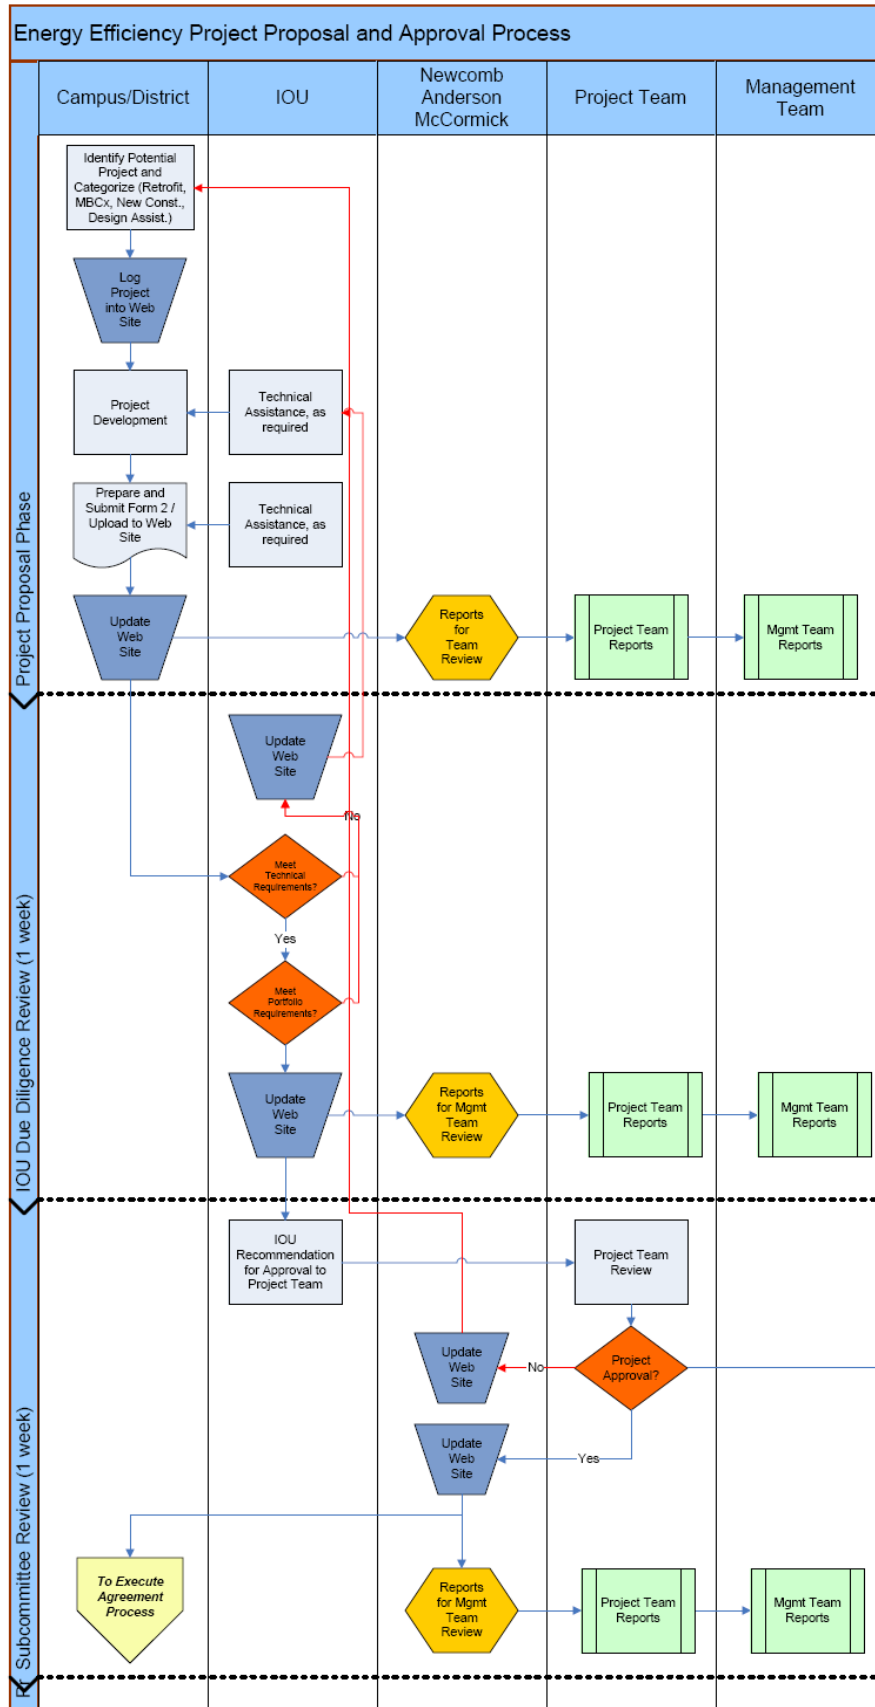 Energy Efficiency Project Proposal and Approval Process
Campus/District
IOU
Newcomb
Anderson
McCormick
Project Team
Management
Team
Project Proposal Phase
Identify Potential
Project and
Categorize (Retrofit,
MBCx, New Const.,
Design Assist.)
Log
Project
into Web
Site
Project
Development
Technical
Assistance, as
required
Prepare and
Submit Form 2 /
Upload to Web
Site
Technical
Assistance, as
required
Update
Web
Site
Reports
for
Team
Review
Project Team
Reports
Mgmt Team
Reports
IOU Due Diligence Review (1 week)
Update
Web
Site
No
Meet
Technical
Requirements?
Yes
Meet
Portfolio
Requirements?
Update
Web
Site
Reports
for Mgmt
Team
Review
Project Team
Reports
Mgmt Team
Reports
PT Subcommittee Review (1 week)
IOU
Recommendation
for Approval to
Project Team
Project Team
Review
Update
Web
Site
No
Project
Approval?
Update
Web
Site
Yes
To Execute
Agreement
Process
Reports
for Mgmt
Team
Review
Project Team
Reports
Mgmt Team
Reports